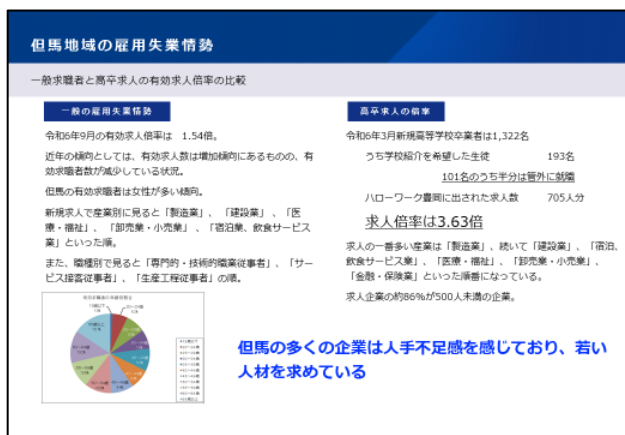 但馬地域の雇用失業情勢
一般求職者と高卒求人の有効求人倍率の比較
一般の雇用失業情勢
令和6年9月の有効求人倍率は 1.54倍。
近年の傾向としては、有効求人数は増加傾向にあるものの、有
効求職者数が減少している状況。
但馬の有効求職者は女性が多い傾向。
新規求人で産業別に見ると「製造業」、「建設業」、「医
療・福祉」、「卸売業・小売業」、「宿泊業、飲食サービス
業」といった順。
また、職種別で見ると「専門的・技術的職業従事者」、「サー
ビス接客従事者」、「生産工程従事者」の順。
高卒求人の倍率
令和6年3月新規高等学校卒業者は1,322名
うち学校紹介を希望した生徒 193名
101名のうち半分は管外に就職
ハローワーク豊岡に出された求人数 705人分
求人倍率は3.63倍
求人の一番多い産業は「製造業」、続いて「建設業」、「宿泊、
飲食サービス業」、「医療・福祉」、「卸売業・小売業」、
「金融・保険業」といった順番になっている。
求人企業の約86%が500人未満の企業。
但馬の多くの企業は人手不足感を感じており、若い
人材を求めている